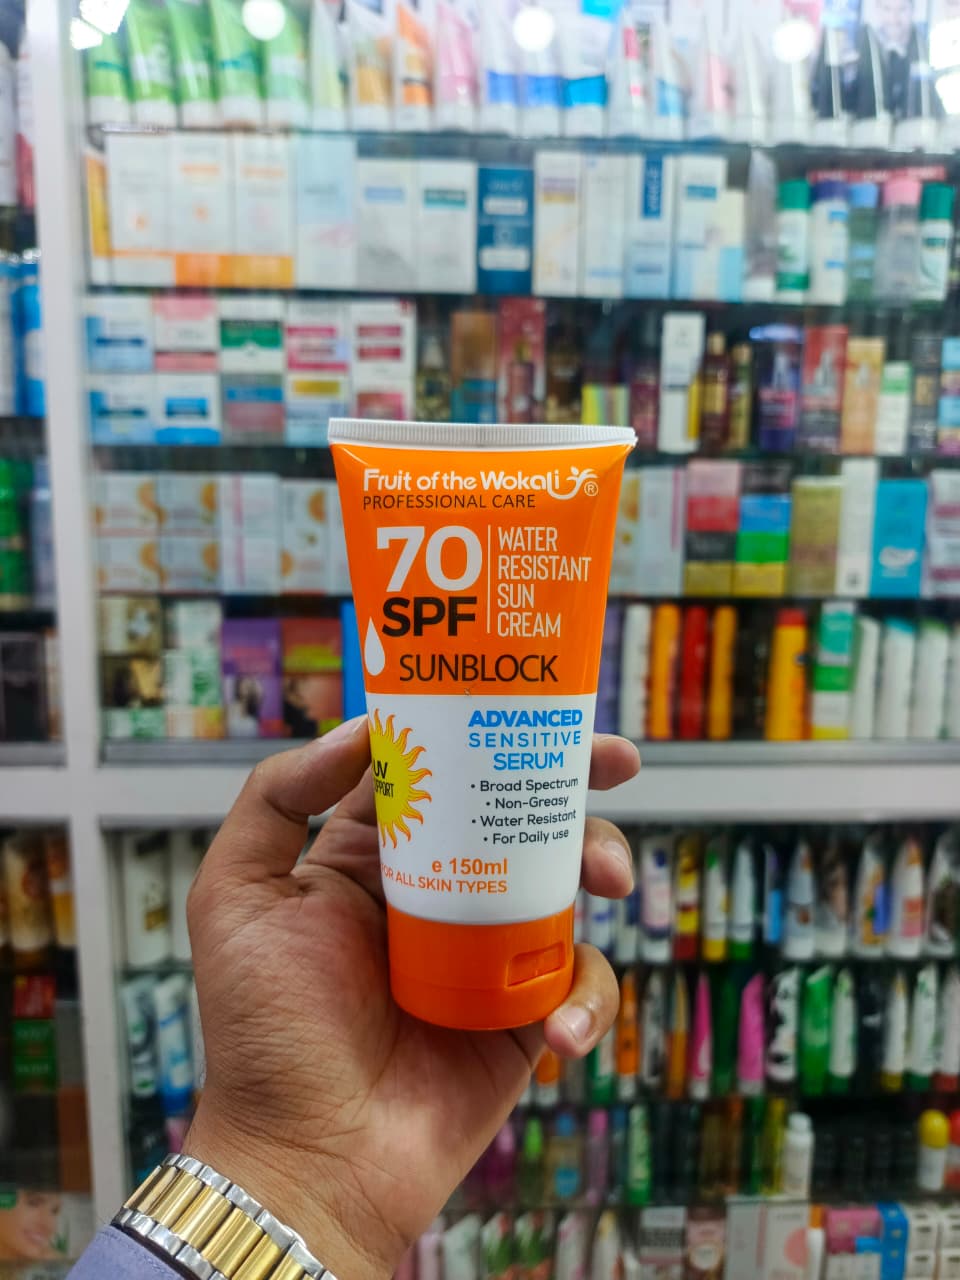 Fruit of the Wokali ®
PROFESSIONAL CARE
70
SPF
WATER
RESISTANT
SUN
CREAM
SUNBLOCK
ADVANCED
SENSITIVE
SERUM
• Broad Spectrum
• Non-Greasy
• Water Resistant
• For Daily use
UV
e 150ml
ALL SKIN TYPES